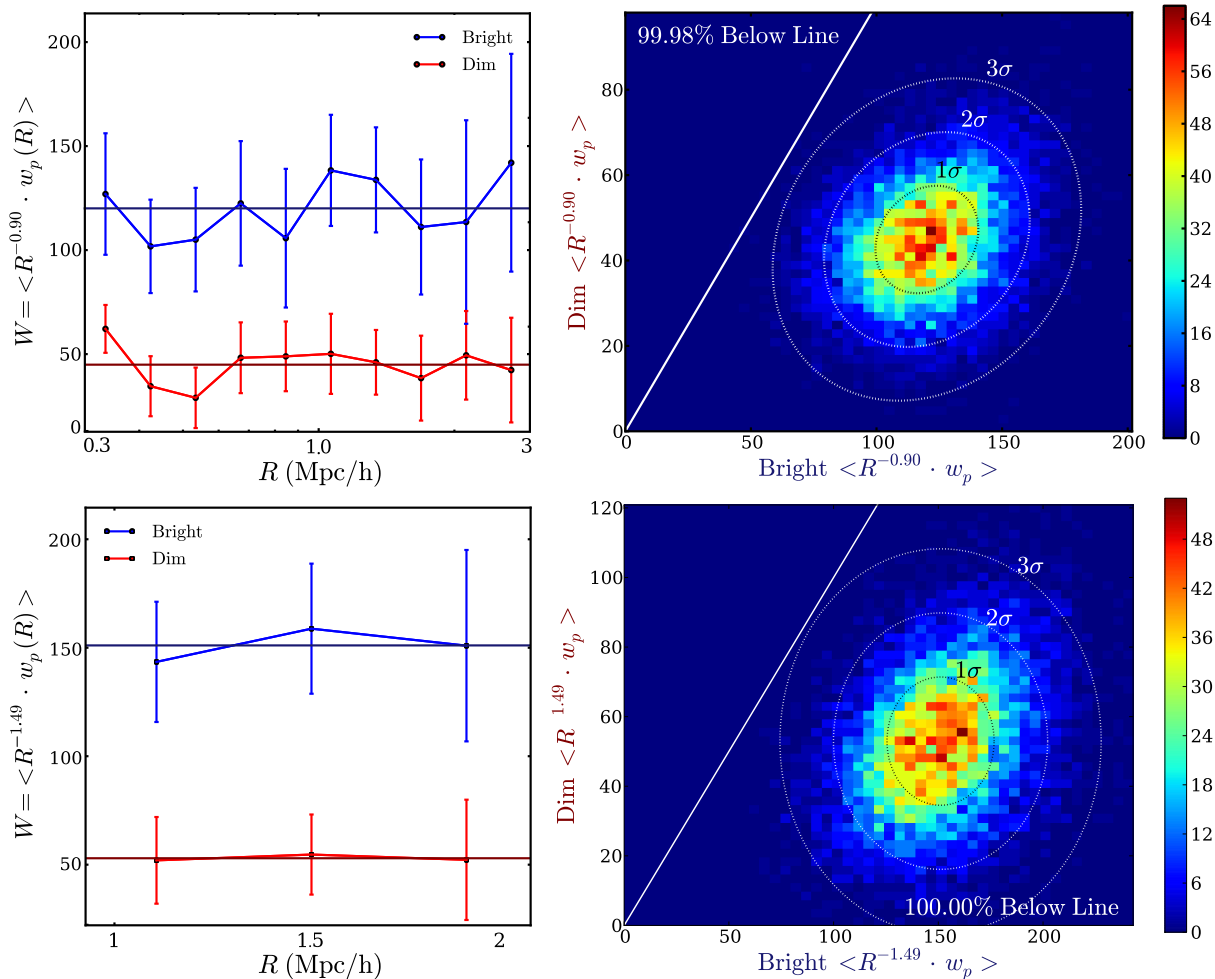 200
150
100
50
0
W = <R^{-0.90} · w_p(R) >
Bright
Dim
0.3
1.0
3
R (Mpc/h)
99.98% Below Line
3σ
2σ
1σ
80
60
40
20
0
Dim <R^{-0.90} · w_p >
0
50
100
150
200
Bright <R^{-0.90} · w_p >
64
56
48
40
32
24
16
8
0
200
150
100
50
W = <R^{-1.49} · w_p(R) >
Bright
Dim
1
1.5
2
R (Mpc/h)
120
100
80
60
40
20
0
Dim <R^{1.49} · w_p >
3σ
2σ
1σ
100.00% Below Line
0
50
100
150
200
Bright <R^{-1.49} · w_p >
48
42
36
30
24
18
12
6
0